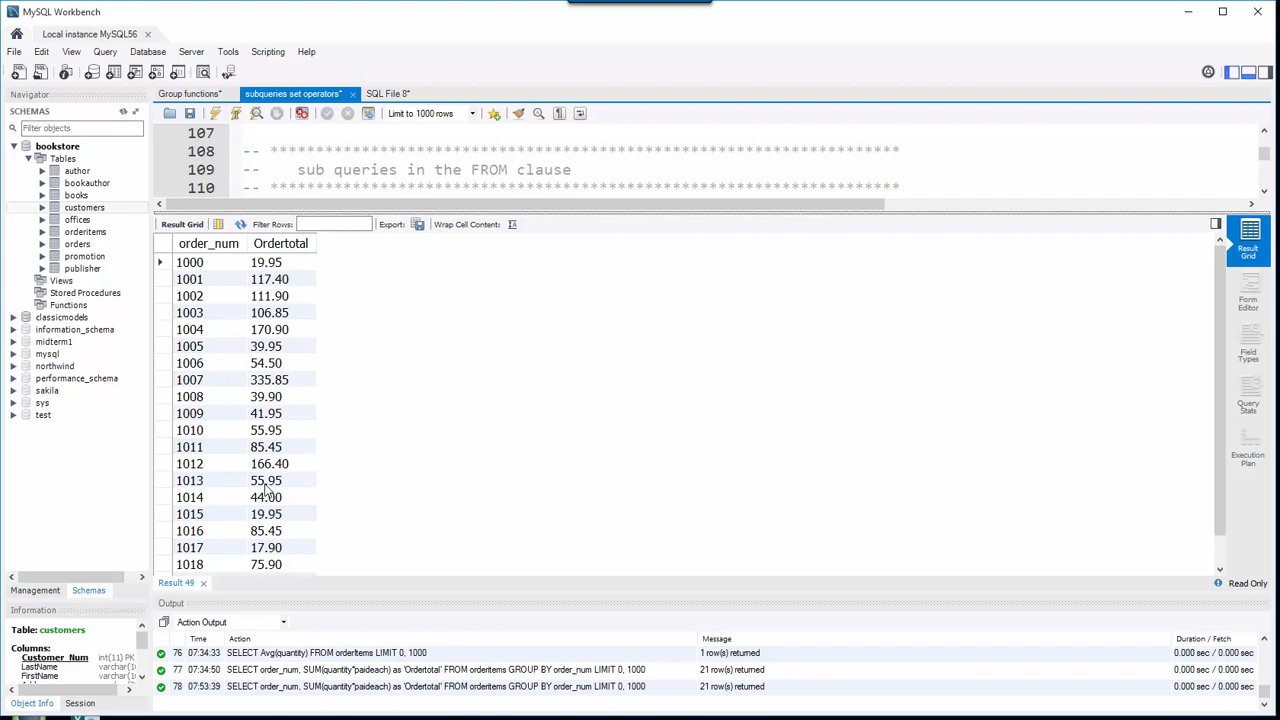 MySQL Workbench
Local instance MySQL56
File Edit View Query Database Server Tools Scripting Help
Navigator
SCHEMAS
Filter objects
bookstore
Tables
author
bookauthor
books
customers
offices
orderitems
orders
promotion
publisher
Views
Stored Procedures
Functions
classicmodels
information_schema
midterm1
mysql
northwind
performance_schema
sakila
sys
test
Management Schemas
Information
Table: customers
Columns:
Customer_Num int(11) PK
LastName varchar(1
FirstName varchar(1
Object Info Session
Group functions* subqueries set operators* SQL File 8*
Limit to 1000 rows
107
108 -- ****************************************************************
109 -- sub queries in the FROM clause
110 -- ****************************************************************
Result Grid Filter Rows: Export: Wrap Cell Content:
order_num Ordertotal
1000 19.95
1001 117.40
1002 111.90
1003 106.85
1004 170.90
1005 39.95
1006 54.50
1007 335.85
1008 39.90
1009 41.95
1010 55.95
1011 85.45
1012 166.40
1013 55.95
1014
1015 19.95
1016 85.45
1017 17.90
1018 75.90
Result Grid
Form Editor
Field Types
Query Stats
Execution Plan
Result 49
Read Only
Output
Action Output
Time Action Message Duration / Fetch
76 07:34:33 SELECT Avg(quantity) FROM orderItems LIMIT 0, 1000 1 row(s) returned 0.000 sec / 0.000 sec
77 07:34:50 SELECT order_num, SUM(quantity*paideach) as 'Ordertotal' FROM orderitems GROUP BY order_num LIMIT 0, 1000 21 row(s) returned 0.000 sec / 0.000 sec
78 07:53:39 SELECT order_num, SUM(quantity*paideach) as 'Ordertotal' FROM orderitems GROUP BY order_num LIMIT 0, 1000 21 row(s) returned 0.000 sec / 0.000 sec